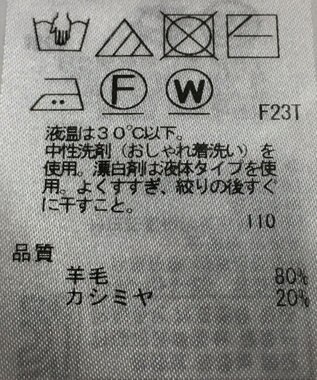 F W
F23T
液温は30℃以下。
中性洗剤(おしゃれ着洗い)を
使用。漂白剤は液体タイプを使
用。よくすすぎ、絞りの後すぐ
に干すこと。
110
品質
羊毛 80%
カシミヤ 20%